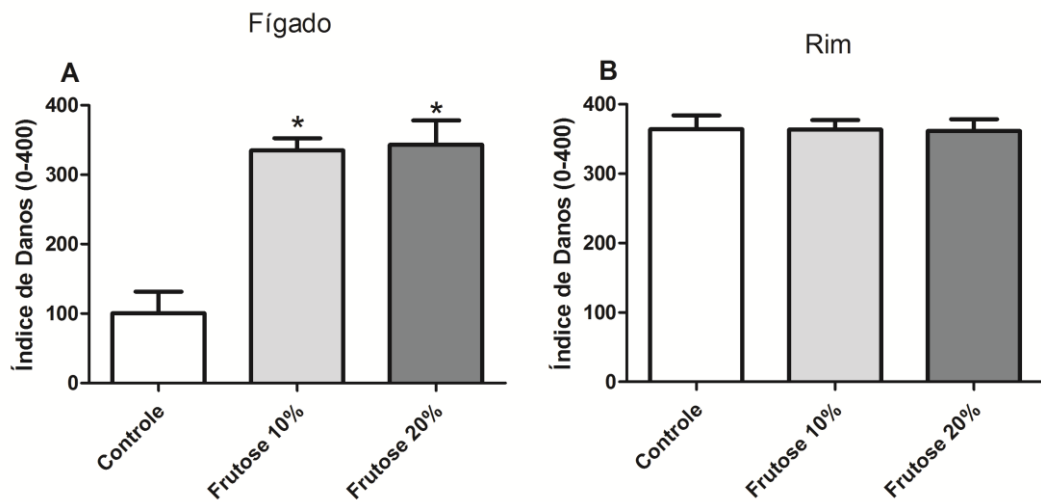 Fígado
A
Índice de Danos (0-400)
400
300
200
100
0
*
*
Controle
Frutose 10%
Frutose 20%
Rim
B
Índice de Danos (0-400)
400
300
200
100
0
Controle
Frutose 10%
Frutose 20%